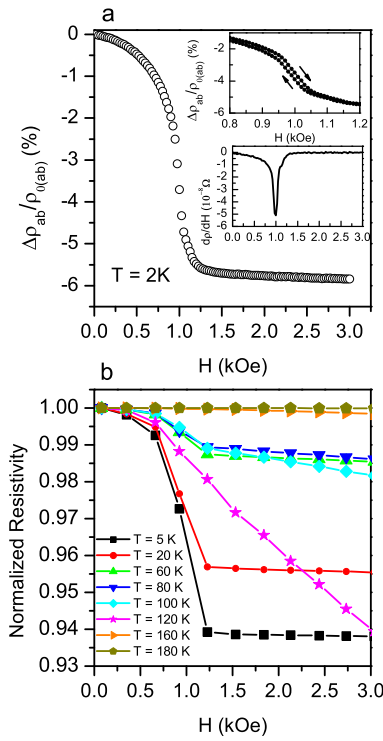 a
Δρab/ρ0(ab) (%)
0
-1
-2
-3
-4
-5
-6
0.0 0.5 1.0 1.5 2.0 2.5 3.0
H (kOe)
T = 2K
Δρab/ρ0(ab) (%)
-2
-4
-6
0.8 0.9 1.0 1.1 1.2
H (kOe)
dρ/dH (10-8Ω
0
-1
-2
-3
-4
-5
-6
0.0 0.5 1.0 1.5 2.0 2.5 3.0
b
Normalized Resistivity
1.00
0.99
0.98
0.97
0.96
0.95
0.94
0.93
T = 5 K
T = 20 K
T = 60 K
T = 80 K
T = 100 K
T = 120 K
T = 160 K
T = 180 K
0.0 0.5 1.0 1.5 2.0 2.5 3.0
H (kOe)